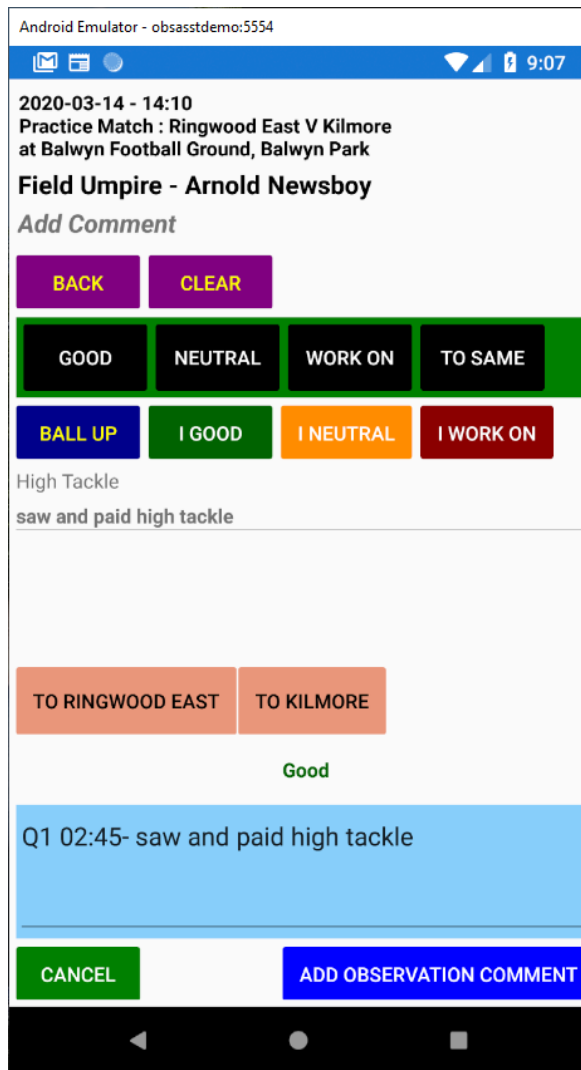 Android Emulator - obsasstdemo:5554
9:07
2020-03-14 - 14:10
Practice Match : Ringwood East V Kilmore
at Balwyn Football Ground, Balwyn Park
Field Umpire - Arnold Newsboy
Add Comment
BACK CLEAR
GOOD NEUTRAL WORK ON TO SAME
BALL UP I GOOD I NEUTRAL I WORK ON
High Tackle
saw and paid high tackle
TO RINGWOOD EAST TO KILMORE
Good
Q1 02:45- saw and paid high tackle
CANCEL ADD OBSERVATION COMMENT